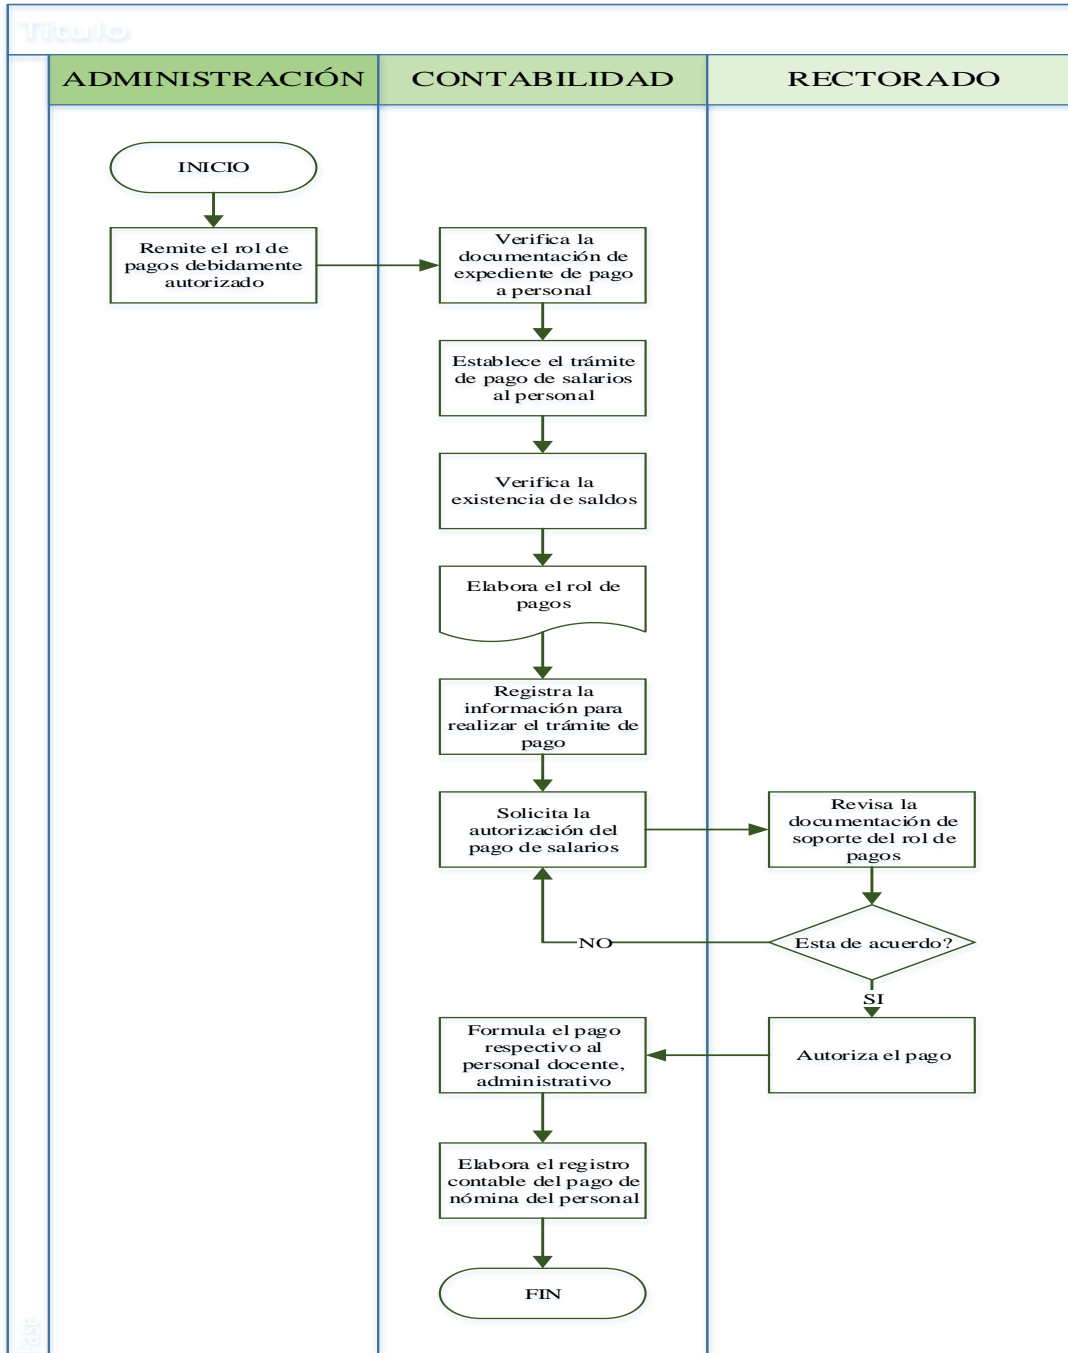 Título
ADMINISTRACIÓN
CONTABILIDAD
RECTORADO
INICIO
Remite el rol de
pagos debidamente
autorizado
Verifica la
documentación de
expediente de pago
a personal
Establece el trámite
de pago de salarios
al personal
Verifica la
existencia de saldos
Elabora el rol de
pagos
Registra la
información para
realizar el trámite de
pago
Solicita la
autorización del
pago de salarios
Revisa la
documentación de
soporte del rol de
pagos
Esta de acuerdo?
NO
SI
Autoriza el pago
Formula el pago
respectivo al
personal docente,
administrativo
Elabora el registro
contable del pago de
nómina del personal
FIN
Fase